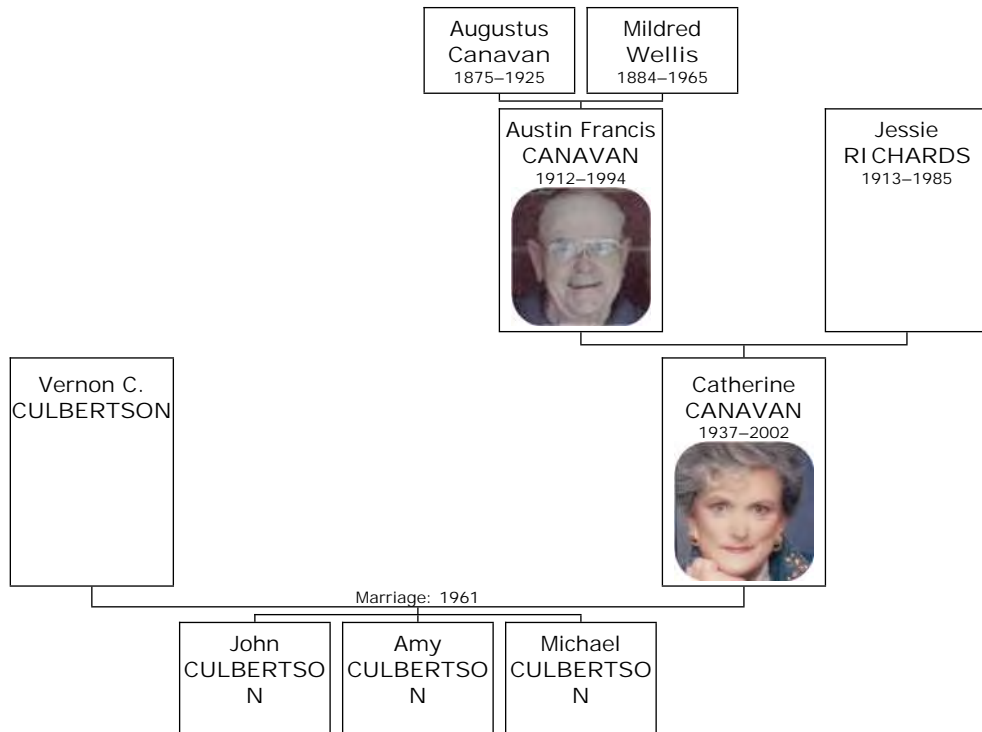 Augustus
Canavan
1875–1925
Mildred
Wellis
1884–1965
Austin Francis
CANAVAN
1912–1994
Jessie
RICHARDS
1913–1985
Vernon C.
CULBERTSON
Catherine
CANAVAN
1937–2002
Marriage: 1961
John
CULBERTSO
N
Amy
CULBERTSO
N
Michael
CULBERTSO
N